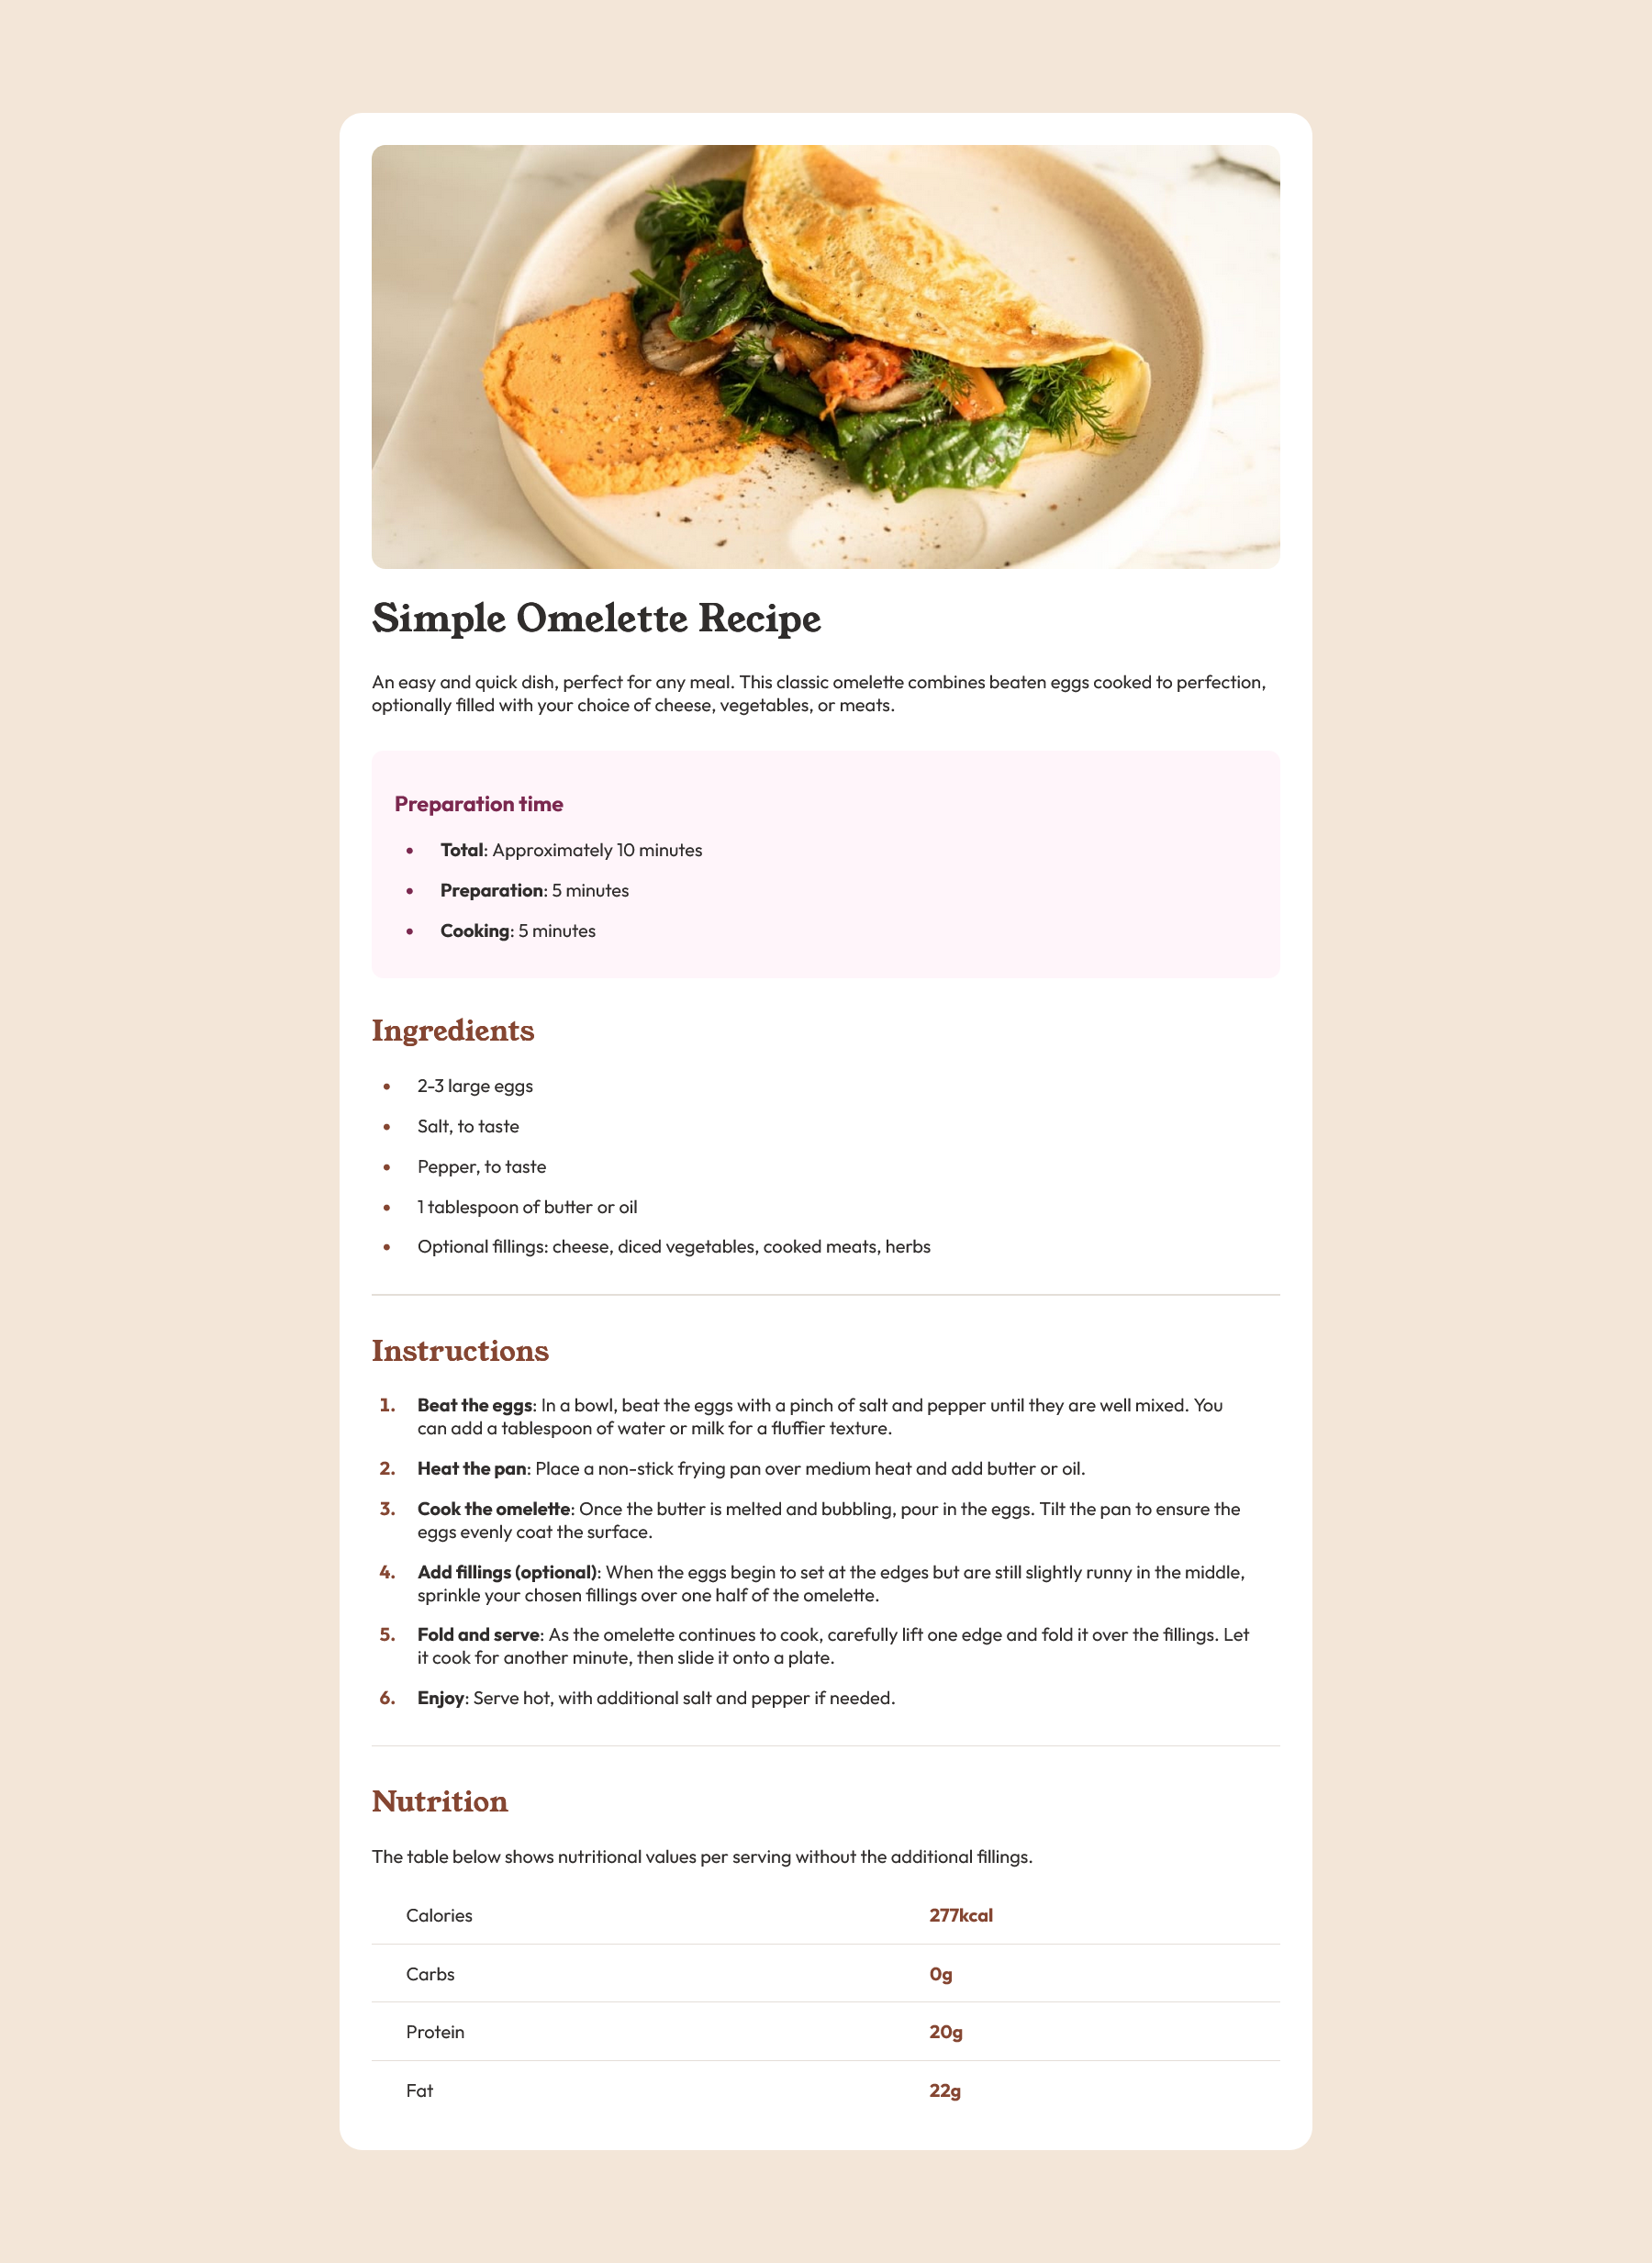 Simple Omelette Recipe
An easy and quick dish, perfect for any meal. This classic omelette combines beaten eggs cooked to perfection,
optionally filled with your choice of cheese, vegetables, or meats.
Preparation time
• Total: Approximately 10 minutes
• Preparation: 5 minutes
• Cooking: 5 minutes
Ingredients
• 2-3 large eggs
• Salt, to taste
• Pepper, to taste
• 1 tablespoon of butter or oil
• Optional fillings: cheese, diced vegetables, cooked meats, herbs
Instructions
1. Beat the eggs: In a bowl, beat the eggs with a pinch of salt and pepper until they are well mixed. You
can add a tablespoon of water or milk for a fluffier texture.
2. Heat the pan: Place a non-stick frying pan over medium heat and add butter or oil.
3. Cook the omelette: Once the butter is melted and bubbling, pour in the eggs. Tilt the pan to ensure the
eggs evenly coat the surface.
4. Add fillings (optional): When the eggs begin to set at the edges but are still slightly runny in the middle,
sprinkle your chosen fillings over one half of the omelette.
5. Fold and serve: As the omelette continues to cook, carefully lift one edge and fold it over the fillings. Let
it cook for another minute, then slide it onto a plate.
6. Enjoy: Serve hot, with additional salt and pepper if needed.
Nutrition
The table below shows nutritional values per serving without the additional fillings.
Calories 277kcal
Carbs 0g
Protein 20g
Fat 22g